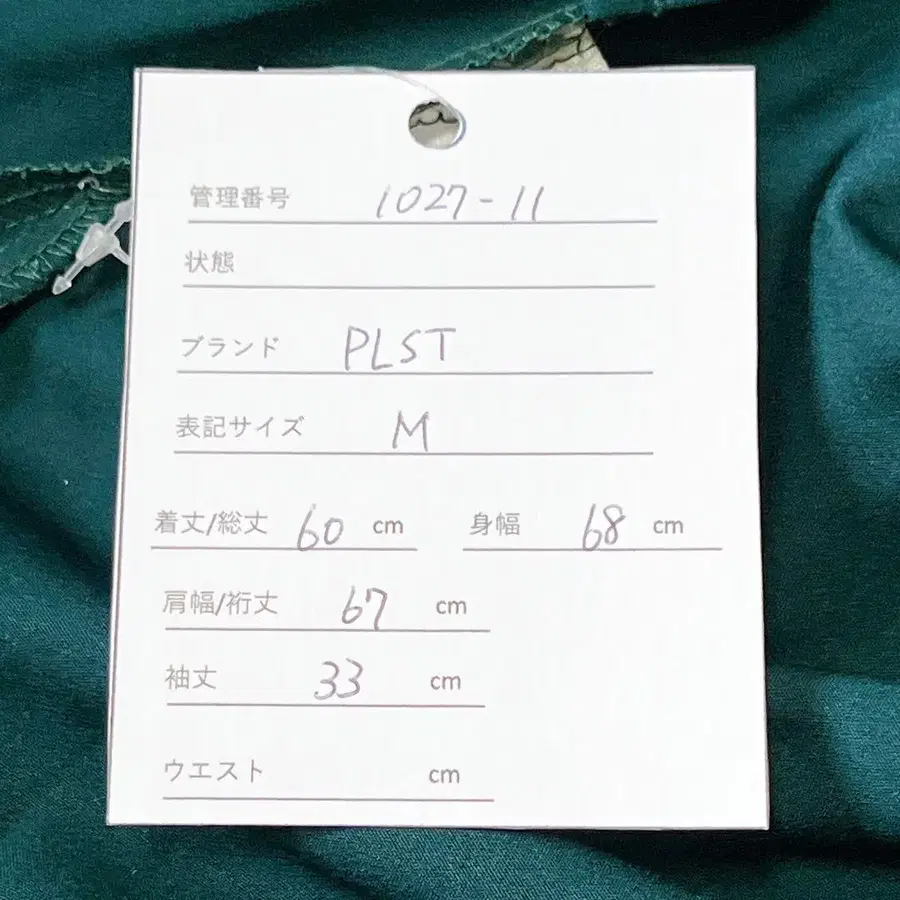 管理番号 1027-11
状態
ブランド PLST
表記サイズ M
着丈/総丈 60 cm 身幅 68 cm
肩幅/裄丈 67 cm
袖丈 33 cm
ウエスト cm